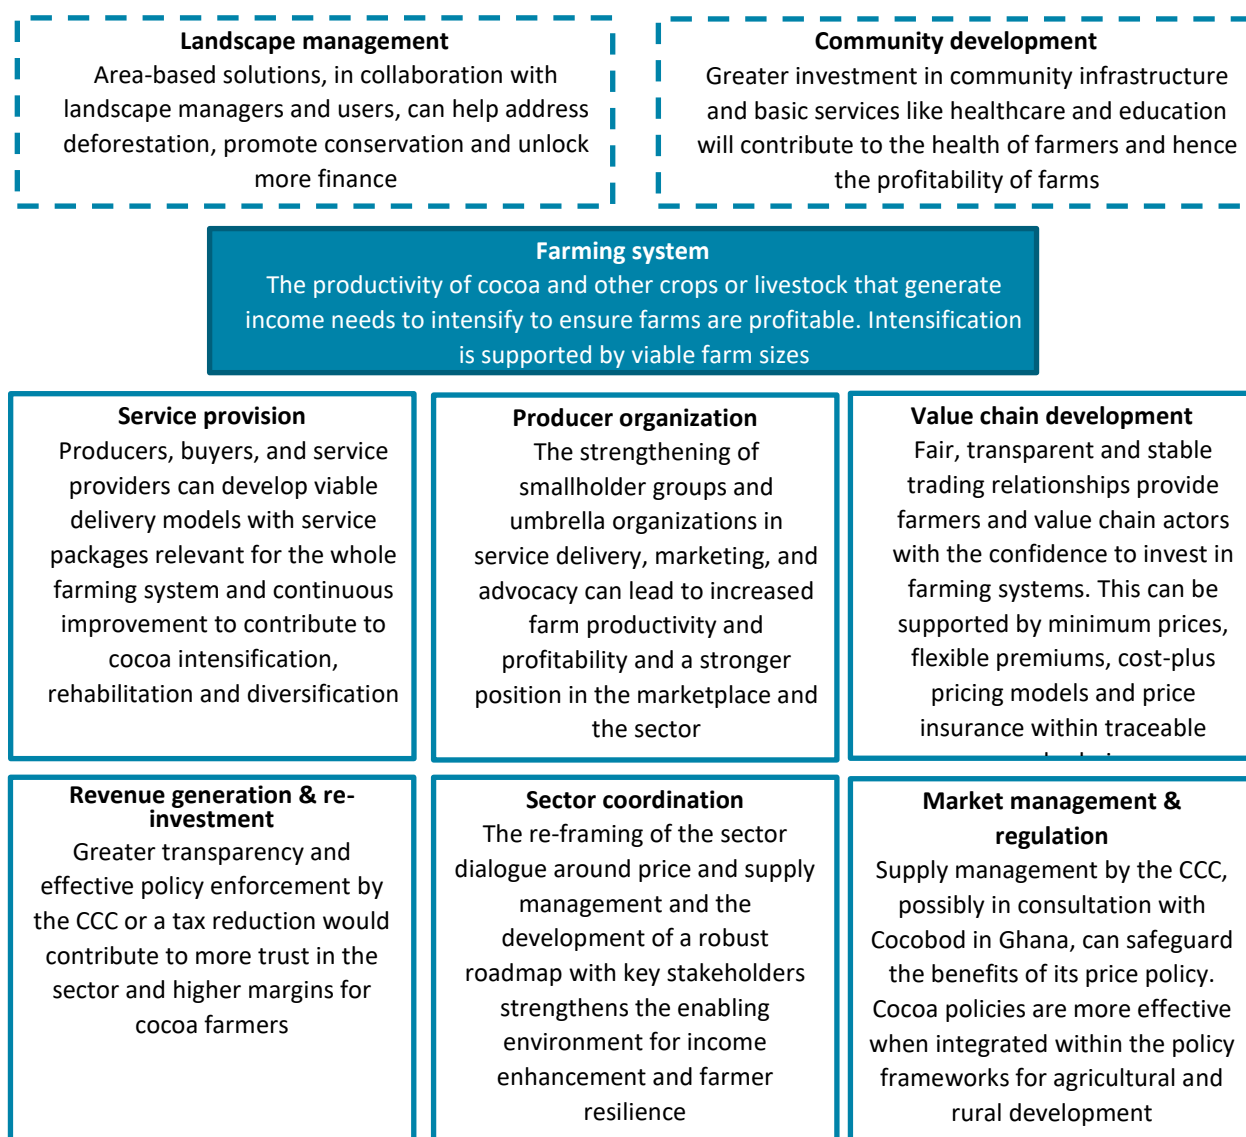 Landscape management
Area-based solutions, in collaboration with
landscape managers and users, can help address
deforestation, promote conservation and unlock
more finance
Community development
Greater investment in community infrastructure
and basic services like healthcare and education
will contribute to the health of farmers and hence
the profitability of farms
Farming system
The productivity of cocoa and other crops or livestock that generate
income needs to intensify to ensure farms are profitable. Intensification
is supported by viable farm sizes
Service provision
Producers, buyers, and service
providers can develop viable
delivery models with service
packages relevant for the whole
farming system and continuous
improvement to contribute to
cocoa intensification,
rehabilitation and diversification
Producer organization
The strengthening of
smallholder groups and
umbrella organizations in
service delivery, marketing, and
advocacy can lead to increased
farm productivity and
profitability and a stronger
position in the marketplace and
the sector
Value chain development
Fair, transparent and stable
trading relationships provide
farmers and value chain actors
with the confidence to invest in
farming systems. This can be
supported by minimum prices,
flexible premiums, cost-plus
pricing models and price
insurance within traceable
Revenue generation & re-
investment
Greater transparency and
effective policy enforcement by
the CCC or a tax reduction would
contribute to more trust in the
sector and higher margins for
cocoa farmers
Sector coordination
The re-framing of the sector
dialogue around price and supply
management and the
development of a robust
roadmap with key stakeholders
strengthens the enabling
environment for income
enhancement and farmer
resilience
Market management &
regulation
Supply management by the CCC,
possibly in consultation with
Cocobod in Ghana, can safeguard
the benefits of its price policy.
Cocoa policies are more effective
when integrated within the policy
frameworks for agricultural and
rural development